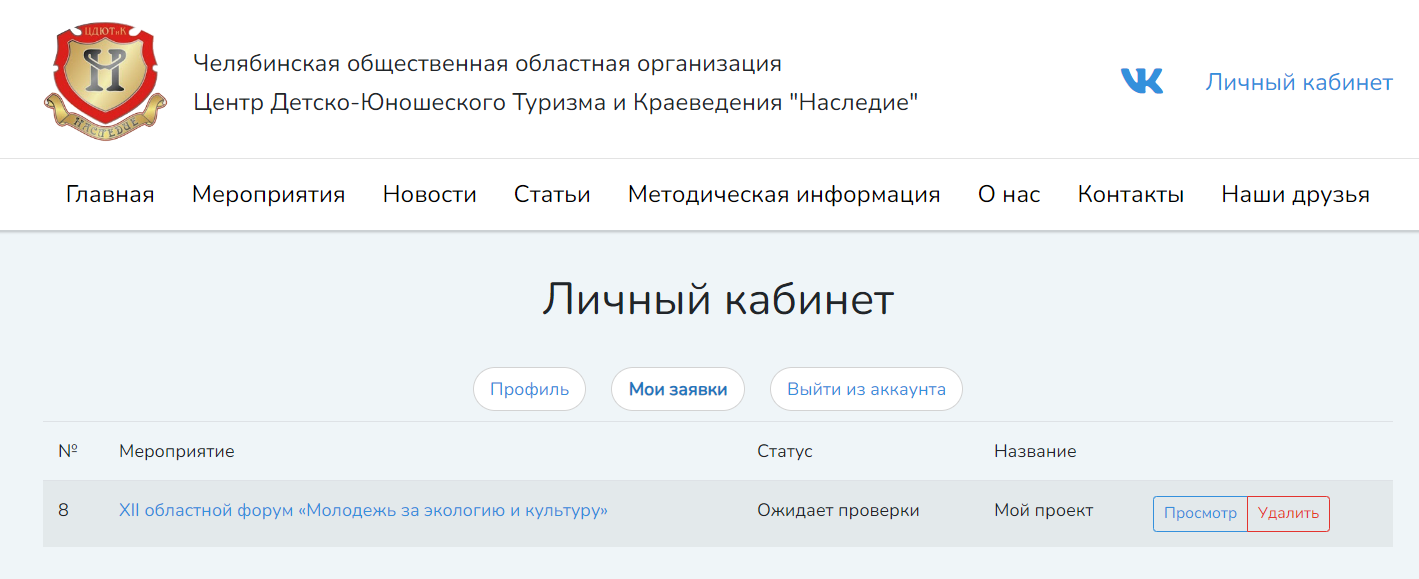 ЦДЮТиК
Н
НАСЛЕДИЕ
Челябинская общественная областная организация
Центр Детско-Юношеского Туризма и Краеведения "Наследие"
Личный кабинет
Главная Мероприятия Новости Статьи Методическая информация О нас Контакты Наши друзья
Личный кабинет
Профиль Мои заявки Выйти из аккаунта
№ Мероприятие Статус Название
8 XII областной форум «Молодежь за экологию и культуру» Ожидает проверки Мой проект Просмотр Удалить